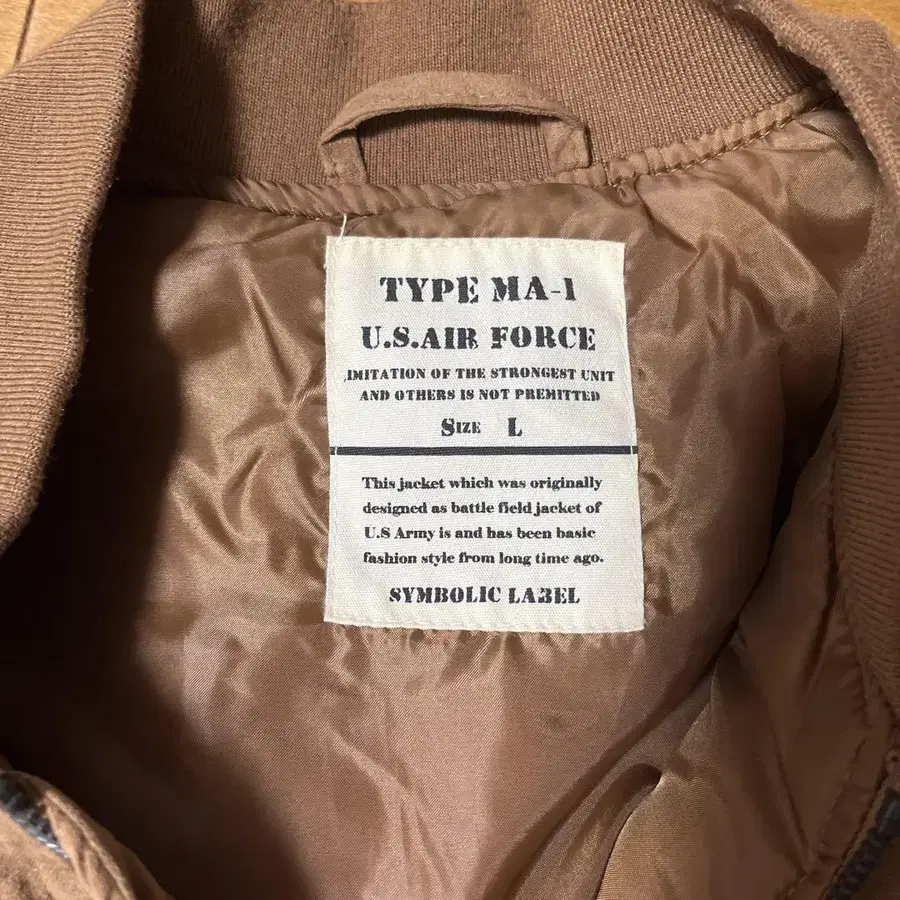 TYPE MA-1
U.S.AIR FORCE
IMITATION OF THE STRONGEST UNIT
AND OTHERS IS NOT PREMITTED
SIZE L
This jacket which was originally
designed as battle field jacket of
U.S Army is and has been basic
fashion style from long time ago.
SYMBOLIC LABEL